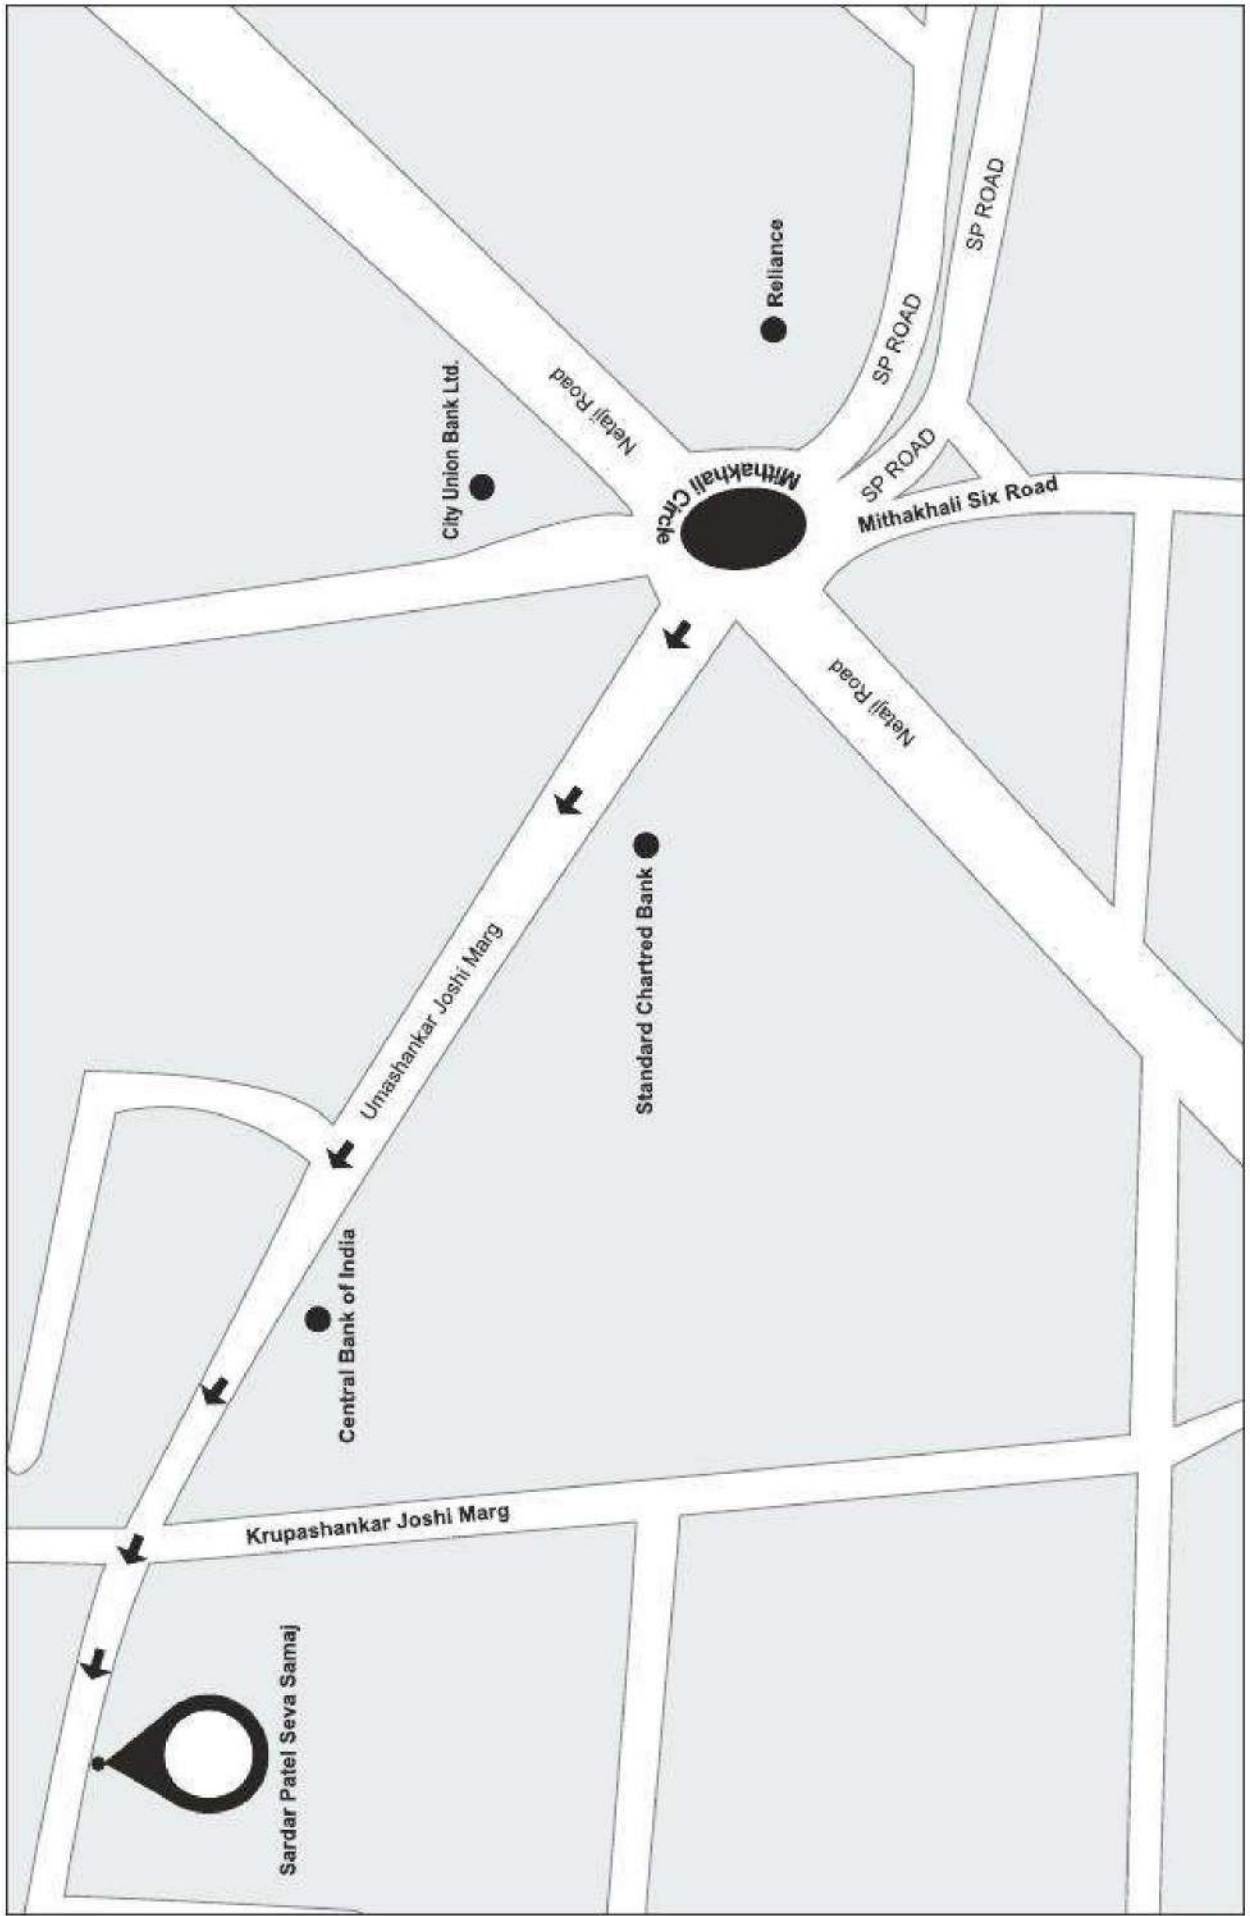 SP ROAD
Reliance
SP ROAD
City Union Bank Ltd.
Netaji Road
Mithakhali Circle
SP ROAD
Mithakhali Six Road
Netaji Road
Standard Chartred Bank
Umashankar Joshi Marg
Central Bank of India
Krupashankar Joshi Marg
Sardar Patel Seva Samaj